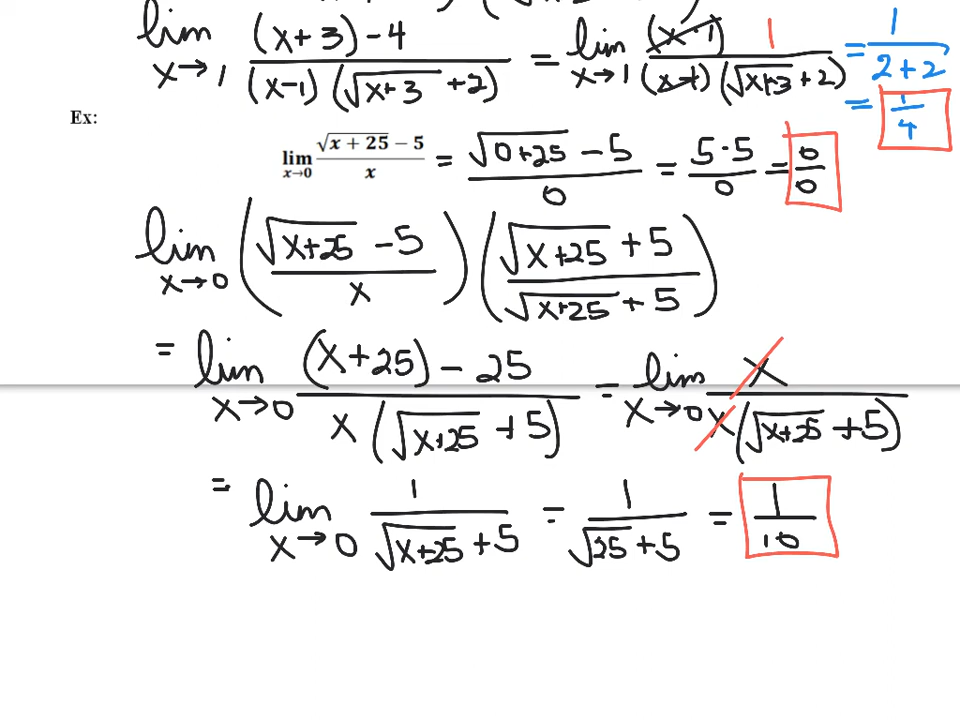 lim x→1 (x+3)-4 / (x-1)(√x+3 +2) = lim x→1 (x-1) 1 / (x-1)(√x+3 +2) = 1 / 2+2
= 1/4
Ex:
lim x→0 √x + 25 − 5 / x = √0+25 - 5 / 0 = 5·5 / 0 = 0/0
lim x→0 (√x+25 - 5 / x) (√x+25 + 5 / √x+25 + 5)
= lim x→0 (x+25) - 25 / x(√x+25 + 5) = lim x→0 x / x(√x+25 + 5)
= lim x→0 1 / √x+25 + 5 = 1 / √25 + 5 = 1/10